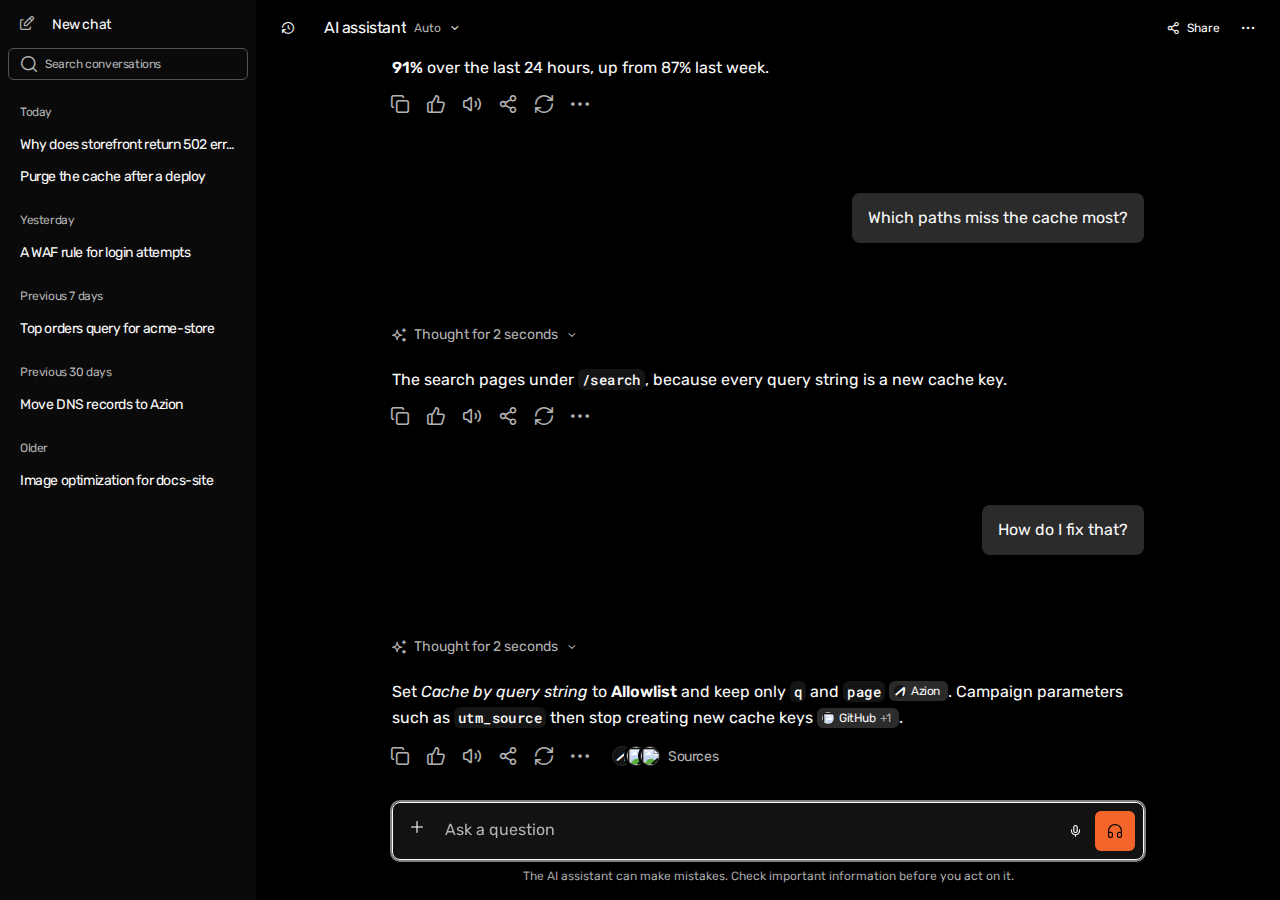 New chat
Search conversations
Today
Why does storefront return 502 err...
Purge the cache after a deploy
Yesterday
A WAF rule for login attempts
Previous 7 days
Top orders query for acme-store
Previous 30 days
Move DNS records to Azion
Older
Image optimization for docs-site
AI assistant Auto
Share
91% over the last 24 hours, up from 87% last week.
Which paths miss the cache most?
Thought for 2 seconds
The search pages under /search, because every query string is a new cache key.
How do I fix that?
Thought for 2 seconds
Set Cache by query string to Allowlist and keep only q and page Azion. Campaign parameters
such as utm_source then stop creating new cache keys GitHub +1.
Sources
Ask a question
The AI assistant can make mistakes. Check important information before you act on it.